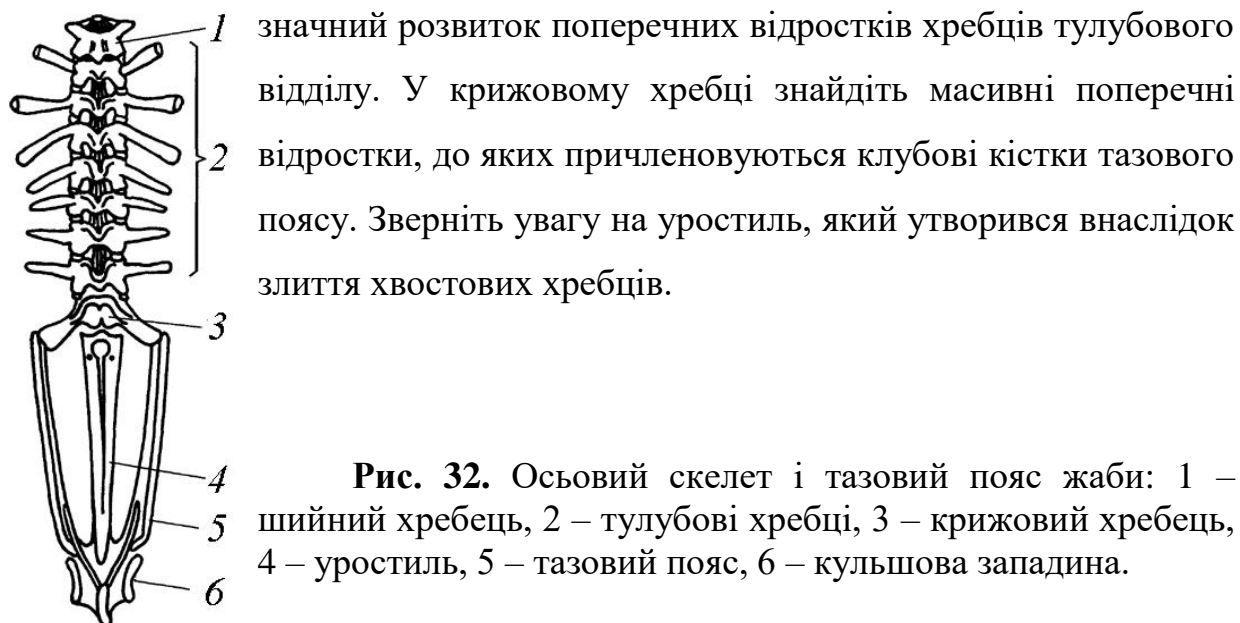 1
2
3
4
5
6
значний розвиток поперечних відростків хребців тулубового
відділу. У крижовому хребці знайдіть масивні поперечні
відростки, до яких причленовуються клубові кістки тазового
поясу. Зверніть увагу на уростиль, який утворився внаслідок
злиття хвостових хребців.
Рис. 32. Осьовий скелет і тазовий пояс жаби: 1 –
шийний хребець, 2 – тулубові хребці, 3 – крижовий хребець,
4 – уростиль, 5 – тазовий пояс, 6 – кульшова западина.